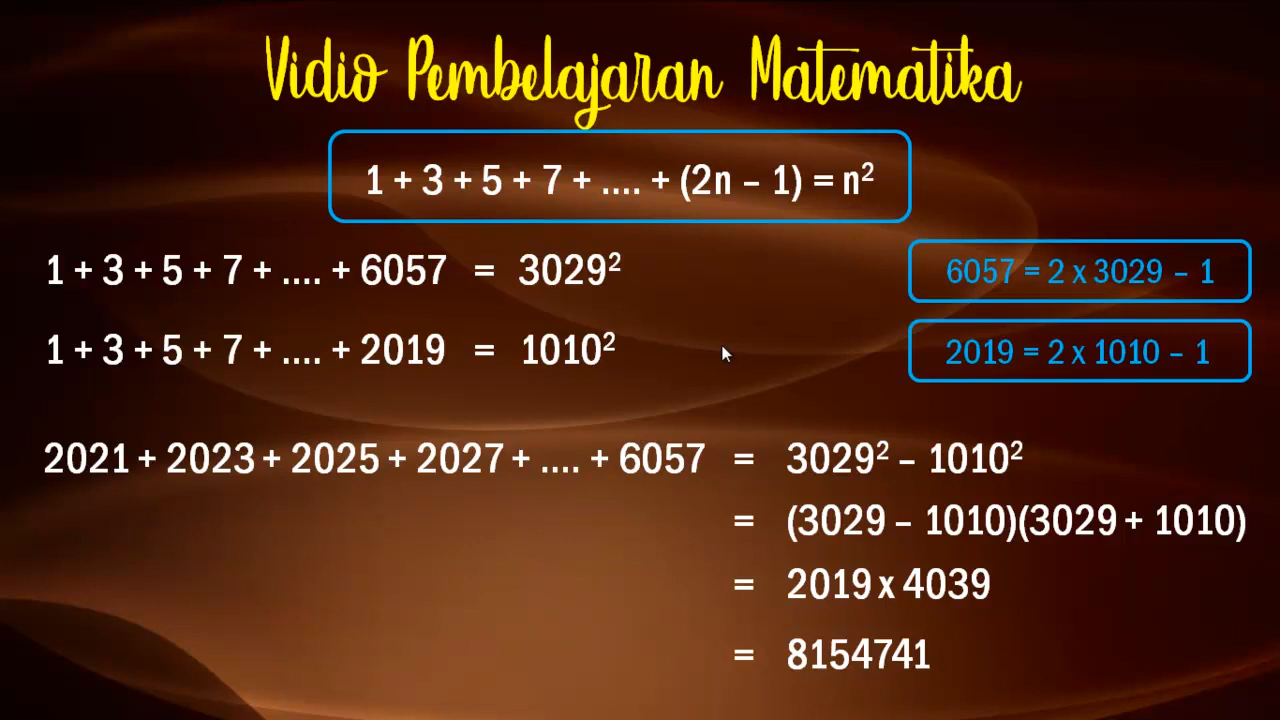 Vidio Pembelajaran Matematika
1 + 3 + 5 + 7 + .... + (2n – 1) = n²
1 + 3 + 5 + 7 + .... + 6057 = 3029²
6057 = 2 x 3029 – 1
1 + 3 + 5 + 7 + .... + 2019 = 1010²
2019 = 2 x 1010 – 1
2021 + 2023 + 2025 + 2027 + .... + 6057 = 3029² – 1010²
= (3029 – 1010)(3029 + 1010)
= 2019 x 4039
= 8154741